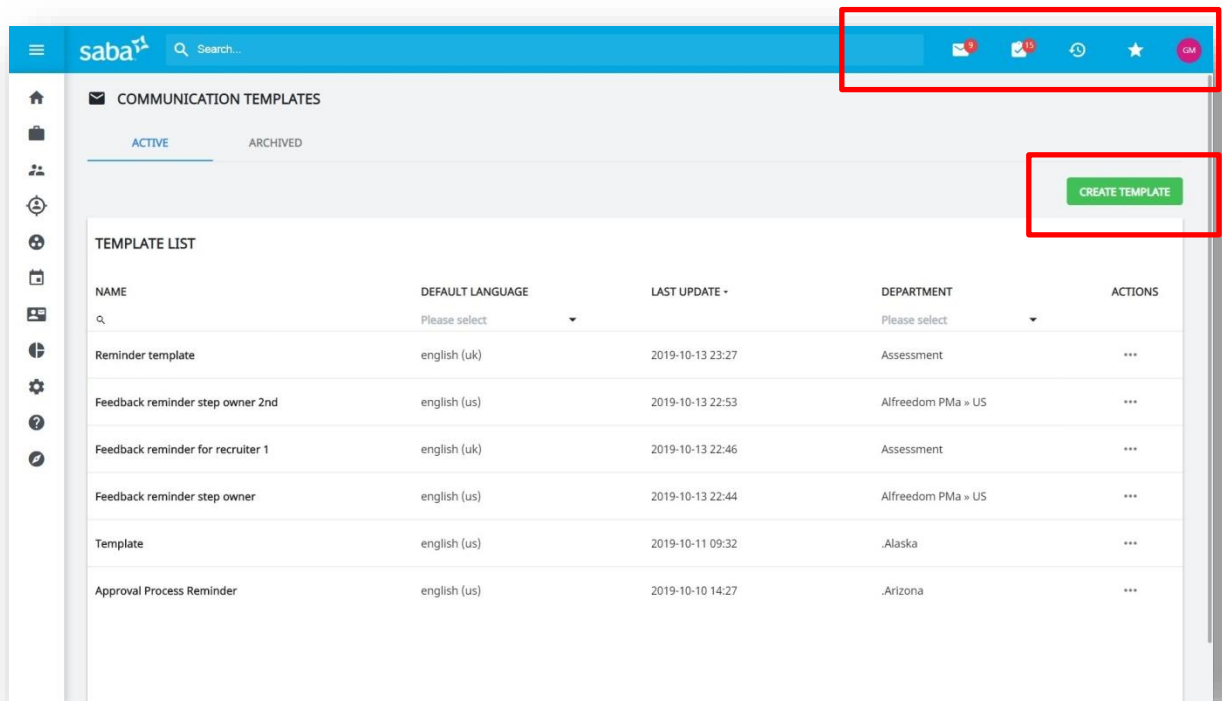 saba Search... 9 15 GM
COMMUNICATION TEMPLATES
ACTIVE ARCHIVED
CREATE TEMPLATE
TEMPLATE LIST
NAME DEFAULT LANGUAGE LAST UPDATE DEPARTMENT ACTIONS
Please select Please select
Reminder template english (uk) 2019-10-13 23:27 Assessment
Feedback reminder step owner 2nd english (us) 2019-10-13 22:53 Alfreedom PMa » US
Feedback reminder for recruiter 1 english (uk) 2019-10-13 22:46 Assessment
Feedback reminder step owner english (us) 2019-10-13 22:44 Alfreedom PMa » US
Template english (us) 2019-10-11 09:32 .Alaska
Approval Process Reminder english (us) 2019-10-10 14:27 .Arizona